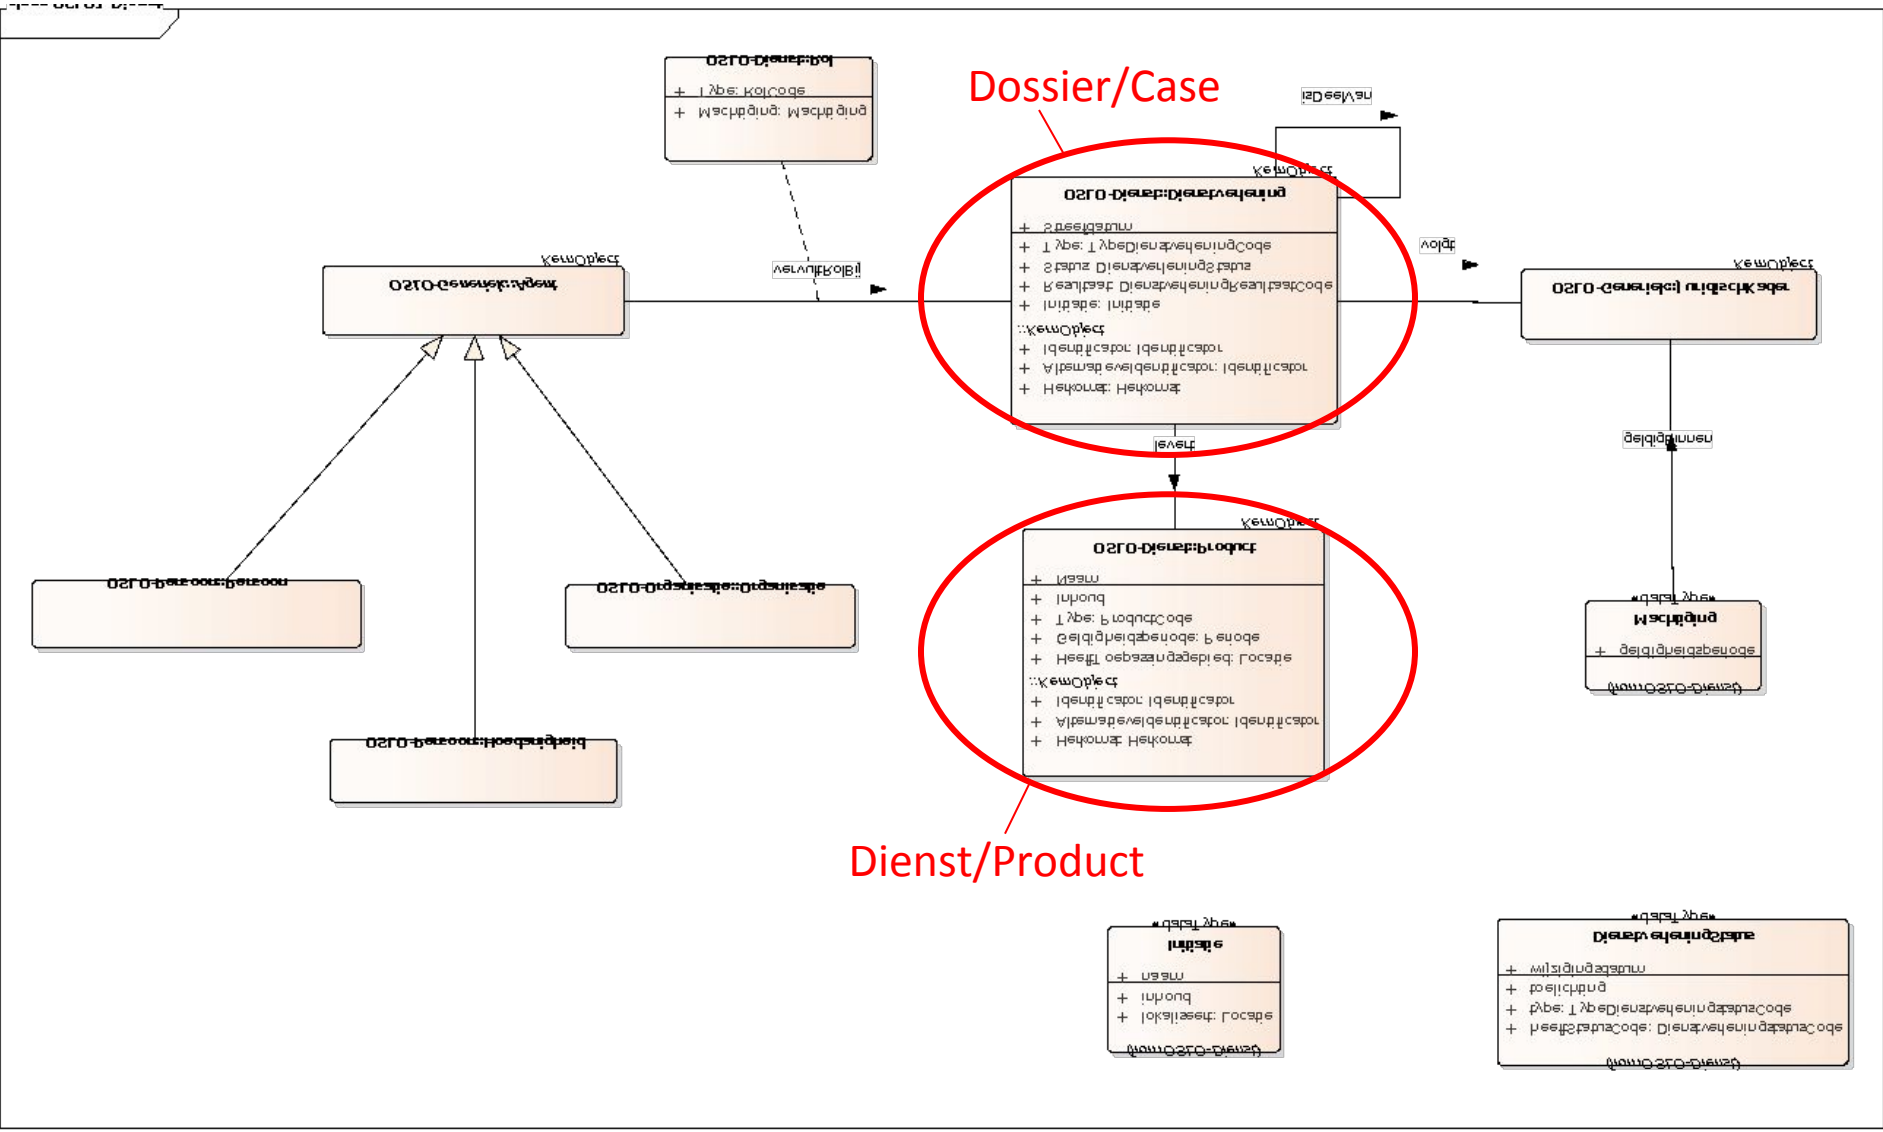 class OSLO2_Dienst
OSLO-Dienst::Rol
+ Type: RolCode
+ Machtiging: Machtiging
Dossier/Case
isDeelVan
KernObject
OSLO-Dienst::Dienstverlening
+ Streefdatum
+ Type: TypeDienstverleningCode
+ Status: DienstverleningStatus
+ Resultaat: DienstverleningResultaatCode
+ Initiatie: Initiatie
::KernObject
+ Identificator: Identificator
+ AlternatieveIdentificator: Identificator
+ Herkomst: Herkomst
vervultRolBij
volgt
KernObject
OSLO-Generiek::Agent
KernObject
OSLO-Generiek::JuridischKader
levert
geldigBinnen
KernObject
OSLO-Dienst::Product
+ Naam
+ Inhoud
+ Type: ProductCode
+ Geldigheidsperiode: Periode
+ HeeftToepassingsgebied: Locatie
::KernObject
+ Identificator: Identificator
+ AlternatieveIdentificator: Identificator
+ Herkomst: Herkomst
OSLO-Persoon::Persoon
OSLO-Organisatie::Organisatie
«dataType»
Machtiging
+ geldigheidsperiode
(from OSLO-Dienst)
OSLO-Persoon::Hoedanigheid
Dienst/Product
«dataType»
Initiatie
+ naam
+ inhoud
+ lokaliseert: Locatie
(from OSLO-Dienst)
«dataType»
DienstverleningStatus
+ wijzigingsdatum
+ toelichting
+ type: TypeDienstverleningstatusCode
+ heeftStatusCode: DienstverleningstatusCode
(from OSLO-Dienst)